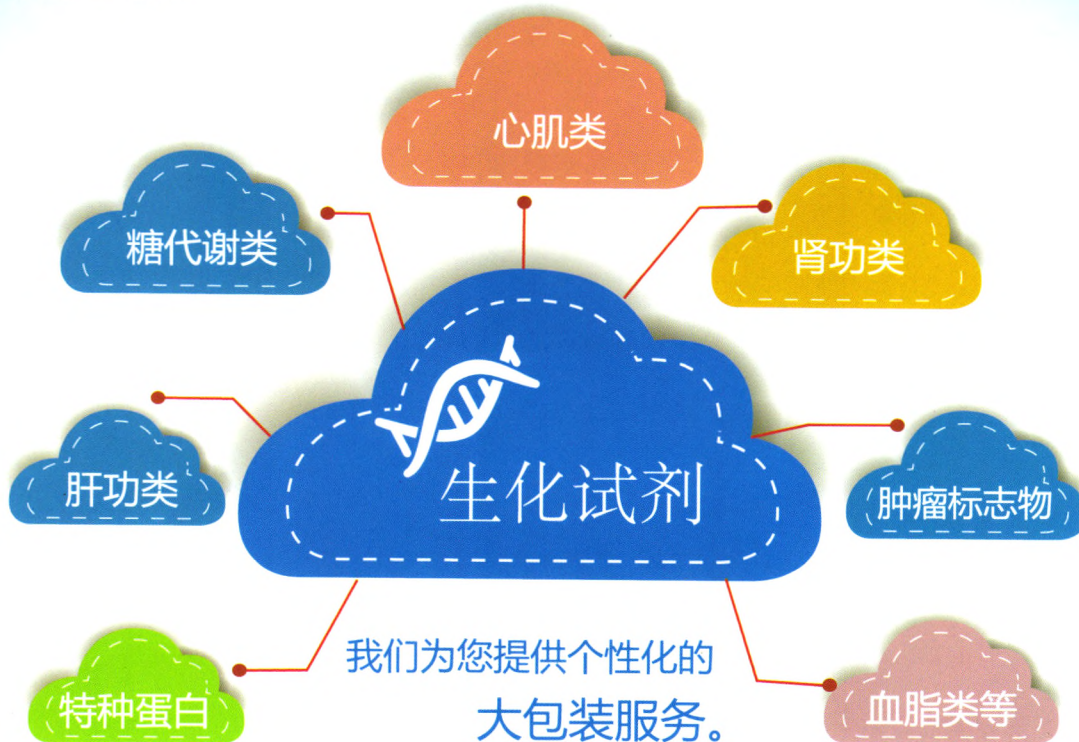 心肌类
糖代谢类
肾功类
肝功类
生化试剂
肿瘤标志物
特种蛋白
我们为您提供个性化的
大包装服务。
血脂类等